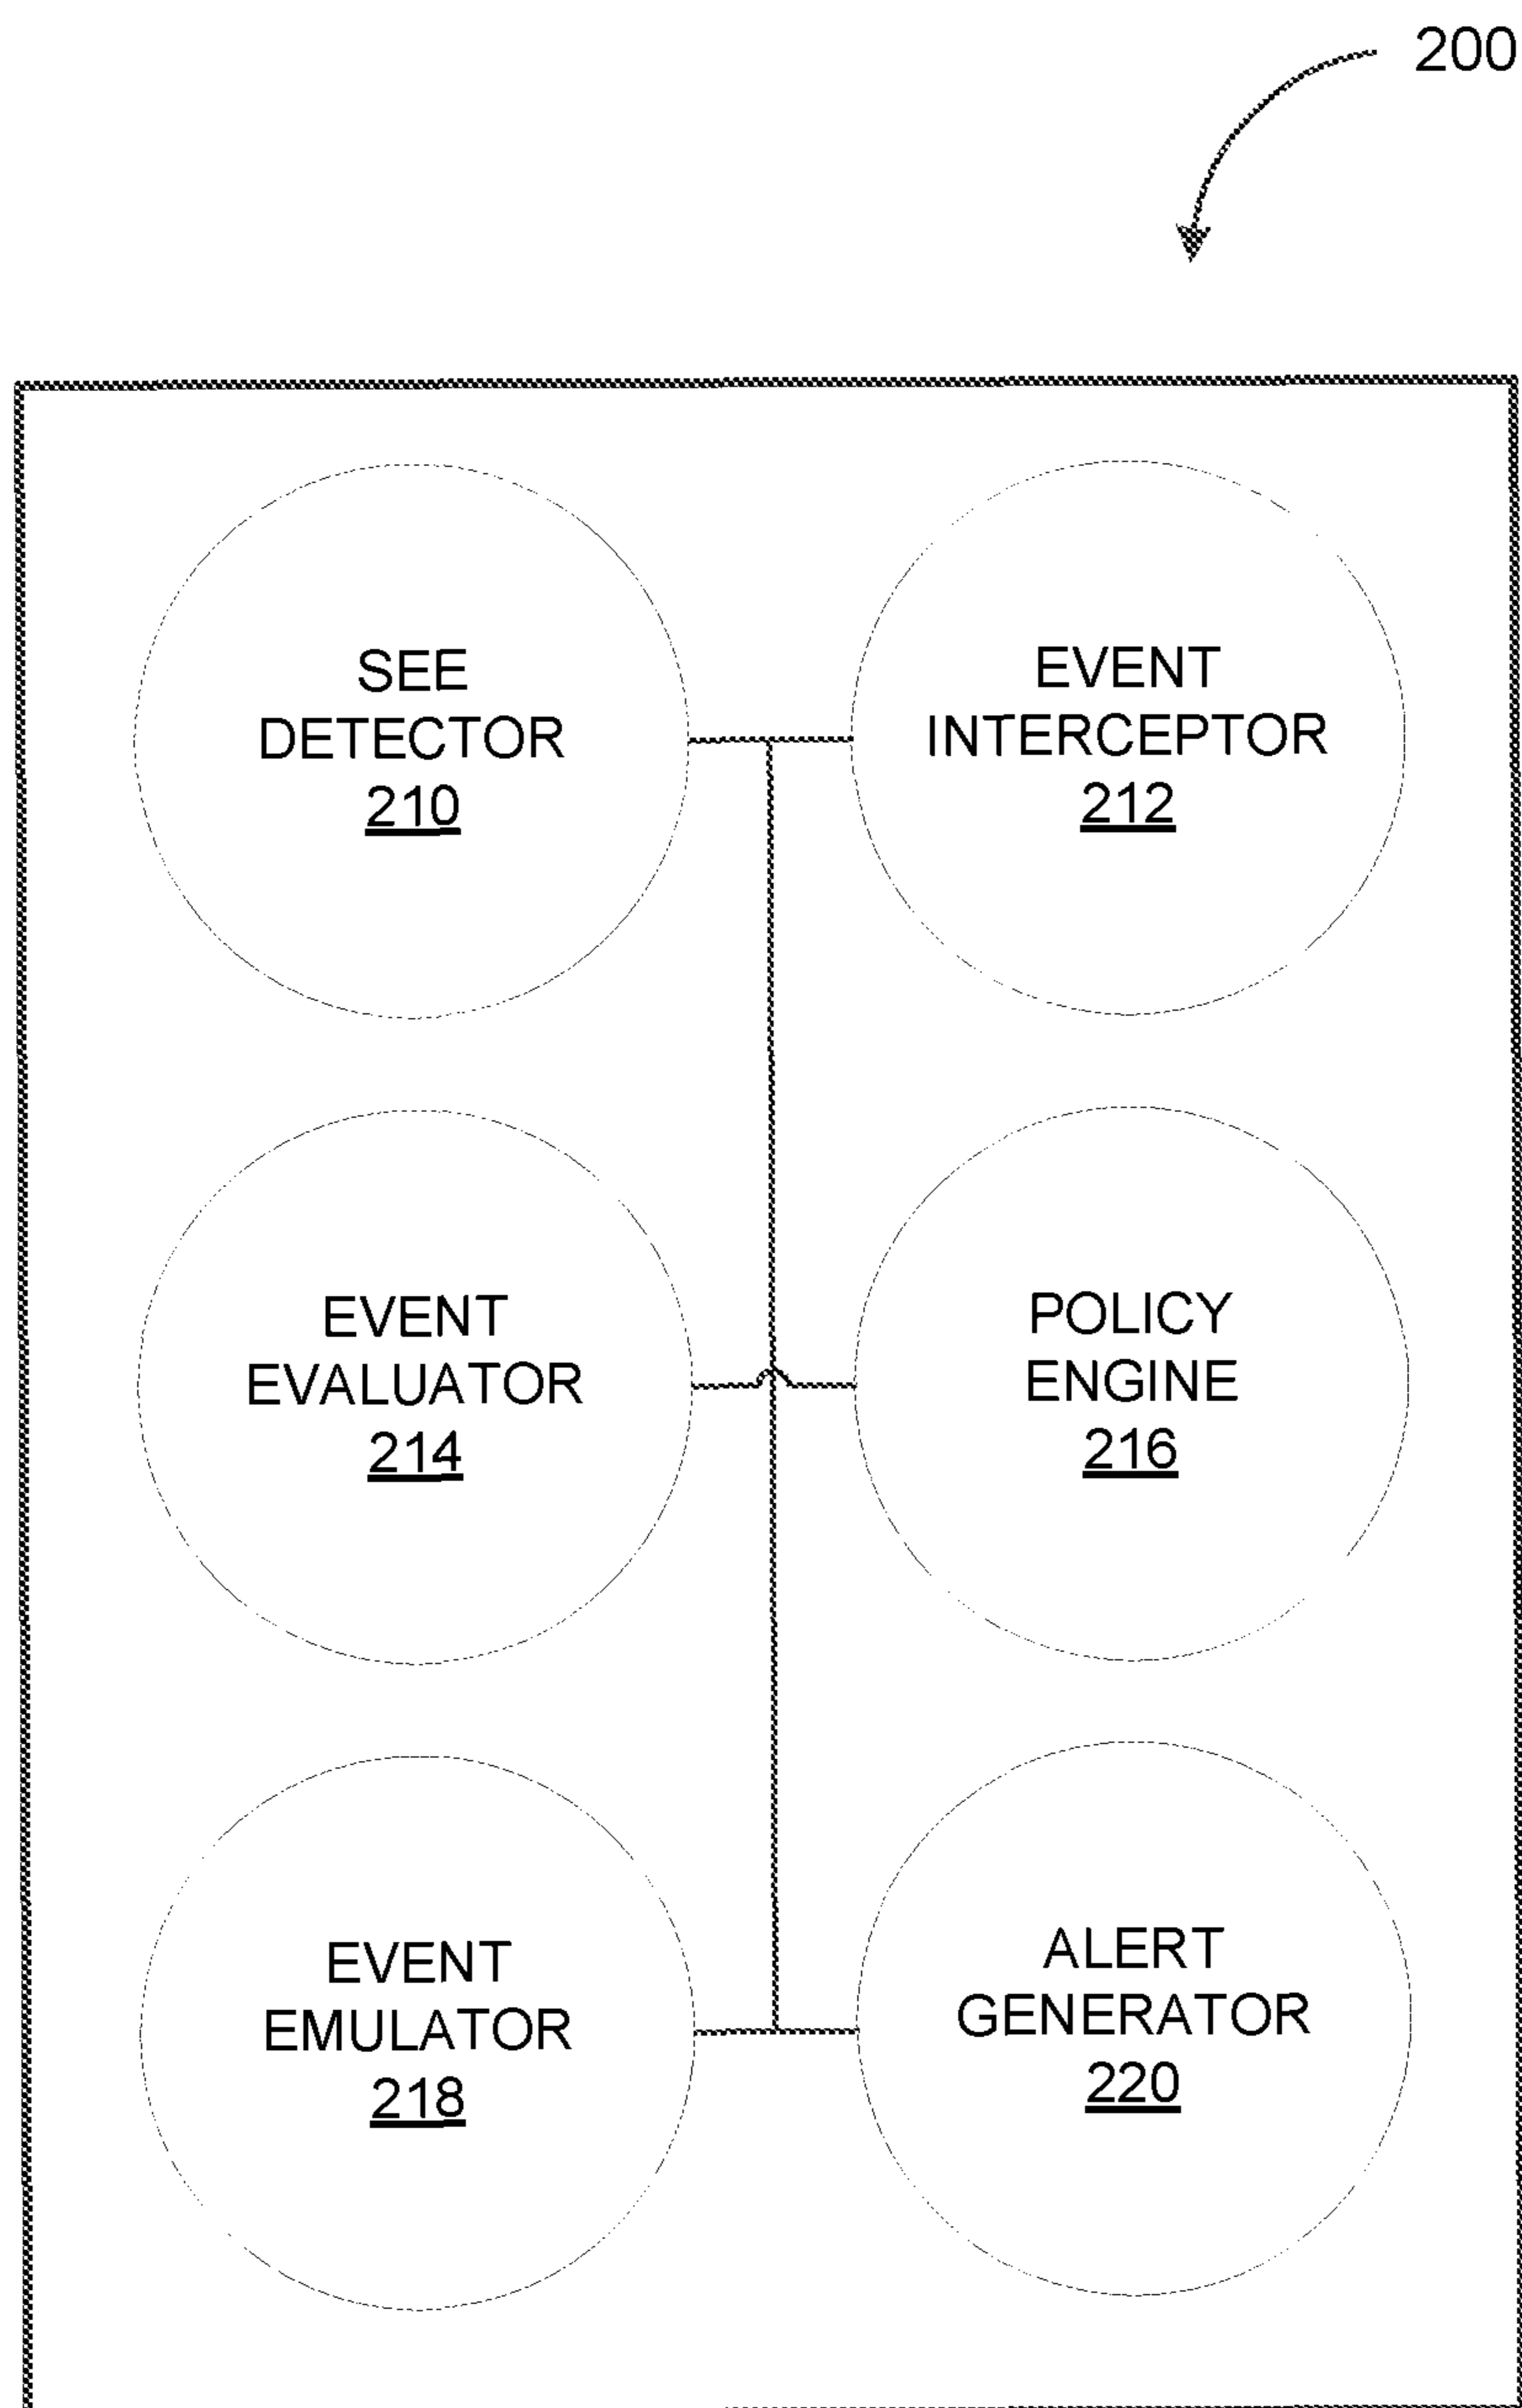 200
SEE
DETECTOR
210
EVENT
INTERCEPTOR
212
EVENT
EVALUATOR
214
POLICY
ENGINE
216
EVENT
EMULATOR
218
ALERT
GENERATOR
220